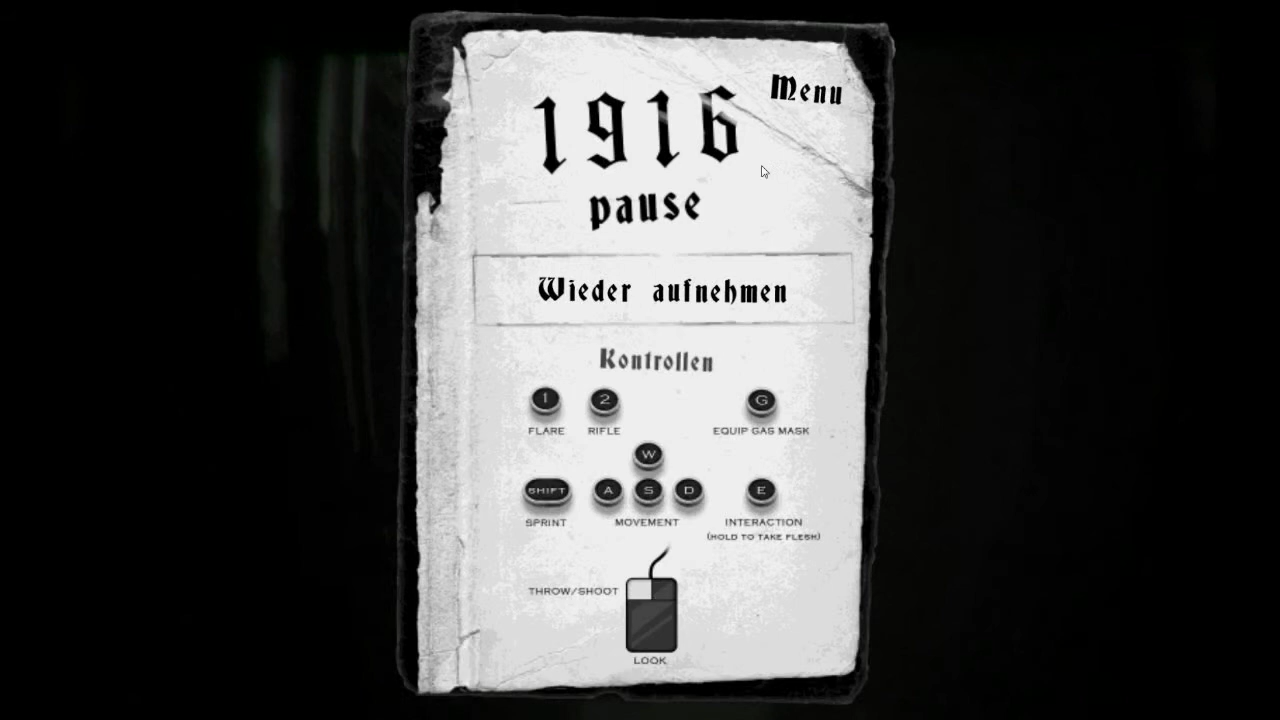 Menu
1916
pause
Wieder aufnehmen
Kontrollen
1 2 G
FLARE RIFLE EQUIP GAS MASK
W
SHIFT A S D E
SPRINT MOVEMENT INTERACTION
(HOLD TO TAKE FLESH)
THROW/SHOOT
LOOK